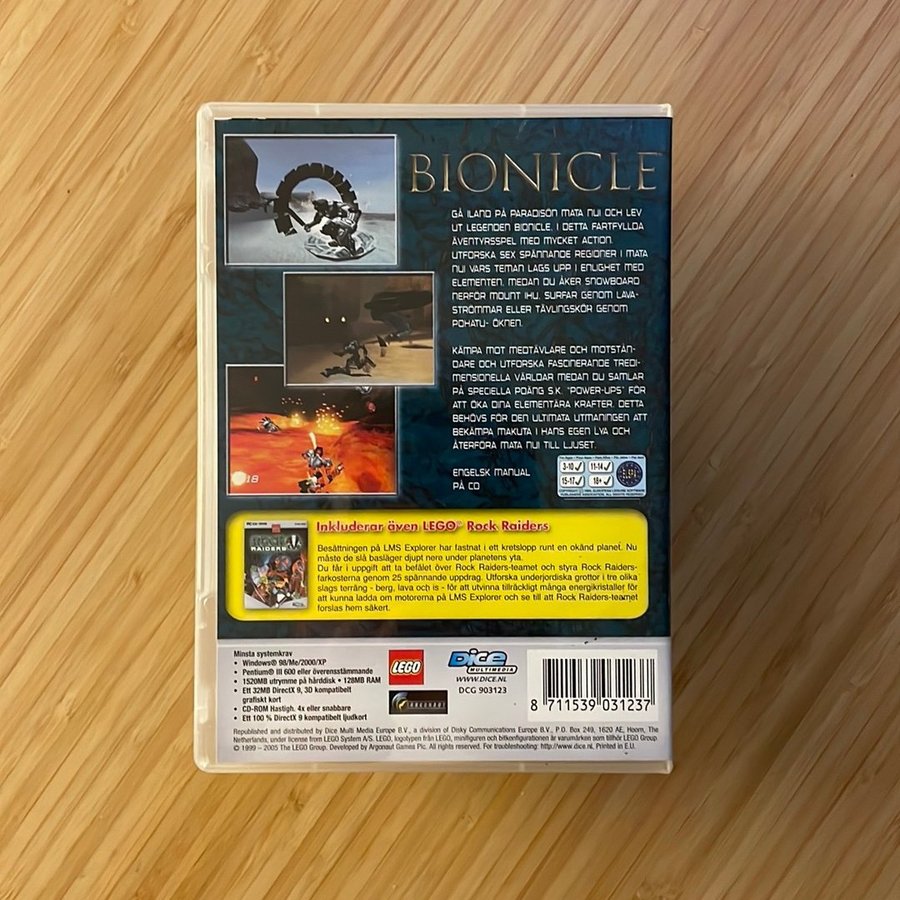 BIONICLE
GÅ ILAND PÅ PARADISÖN MATA NUI OCH LEV
UT LEGENDEN BIONICLE. I DETTA FARTFYLLDA
ÄVENTYRSSPEL MED MYCKET ACTION.
UTFORSKA SEX SPÄNNANDE REGIONER I MATA
NUI VARS TEMAN LAGS UPP I ENUGHET MED
ELEMENTEN. MEDAN DU ÅKER SNOWBOARD
NERFÖR MOUNT IHU. SURFAR GENOM LAVA-
STRÖMMAR ELLER TÄVLINGSKÖR GENOM
POHATU- ÖKNEN.
KÄMPA MOT MEDTÄVLARE OCH MOTSTÅN-
DARE OCH UTFORSKA FASCINERANDE TREDI-
MENSIONELLA VÄRLDAR MEDAN DU SAMLAR
PÅ SPECIELLA POÄNG S.K. "POWER-UPS" FÖR
ATT ÖKA DINA ELEMENTÄRA KRAFTER. DETTA
BEHÖVS FÖR DEN ULTIMATA UTMANINGEN ATT
BEKÄMPA MAKUTA I HANS EGEN LYA OCH
ÅTERFÖRA MATA NUI TILL LJUSET.
ENGELSK MANUAL
PÅ CD
3-10 11-14
15-17 18+
18
Inkluderar även LEGO® Rock Raiders
ROCK
RAIDERS
Besättningen på LMS Explorer har fastnat i ett kretslopp runt en okänd planet. Nu
måste de slå basläger djupt nere under planetens yta.
Du får i uppgift att ta befälet över Rock Raiders-teamet och styra Rock Raiders-
farkosterna genom 25 spännande uppdrag. Utforska underjordiska grottor i tre olika
slags terräng - berg, lava och is - för att utvinna tillräckligt många energikristaller för
att kunna ladda om motorerna på LMS Explorer och se till att Rock Raiders-teamet
forslas hem säkert.
Minsta systemkrav
• Windows® 98/Me/2000/XP
• Pentium® III 600 eller överensstämmande
• 1520MB utrymme på hårddisk • 128MB RAM
• Ett 32MB DirectX 9, 3D kompatibelt
grafiskt kort
• CD-ROM Hastigh. 4x eller snabbare
• Ett 100 % DirectX 9 kompatibelt ljudkort
LEGO
ARGONAUT
DICE
MULTIMEDIA
WWW.DICE.NL
DCG 903123
8 711539 031237
Republished and distributed by Dice Multi Media Europe B.V., a division of Disky Communications Europe B.V., P.O. Box 249, 1620 AE, Hoorn, The
Netherlands, under license from LEGO System A/S. LEGO, logotypen från LEGO, minifiguren och bitkonfigurationen är varumärken som tillhör LEGO Group.
© 1999 – 2005 The LEGO Group. Developed by Argonaut Games Plc. All rights reserved. For troubleshooting: http://www.dice.nl. Printed in E.U.